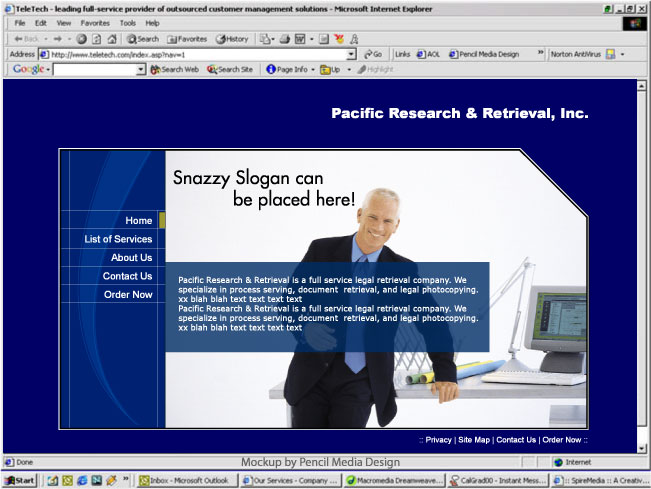 TeleTech - leading full-service provider of outsourced customer management solutions - Microsoft Internet Explorer
File Edit View Favorites Tools Help
Back Search Favorites History
Address http://www.teletech.com/index.asp?nav=1 Go Links AOL Pencil Media Design Norton AntiVirus
Google Search Web Search Site Page Info Up Highlight
Pacific Research & Retrieval, Inc.
Snazzy Slogan can
be placed here!
Home
List of Services
About Us
Contact Us
Order Now
Pacific Research & Retrieval is a full service legal retrieval company. We
specialize in process serving, document retrieval, and legal photocopying.
xx blah blah text text text text
Pacific Research & Retrieval is a full service legal retrieval company. We
specialize in process serving, document retrieval, and legal photocopying.
xx blah blah text text text text
:: Privacy | Site Map | Contact Us | Order Now ::
Done Mockup by Pencil Media Design Internet
Start Inbox - Microsoft Outlook Our Services - Company ... Macromedia Dreamweave... CalGrad00 - Instant Mess... :: SpireMedia :: A Creativ...